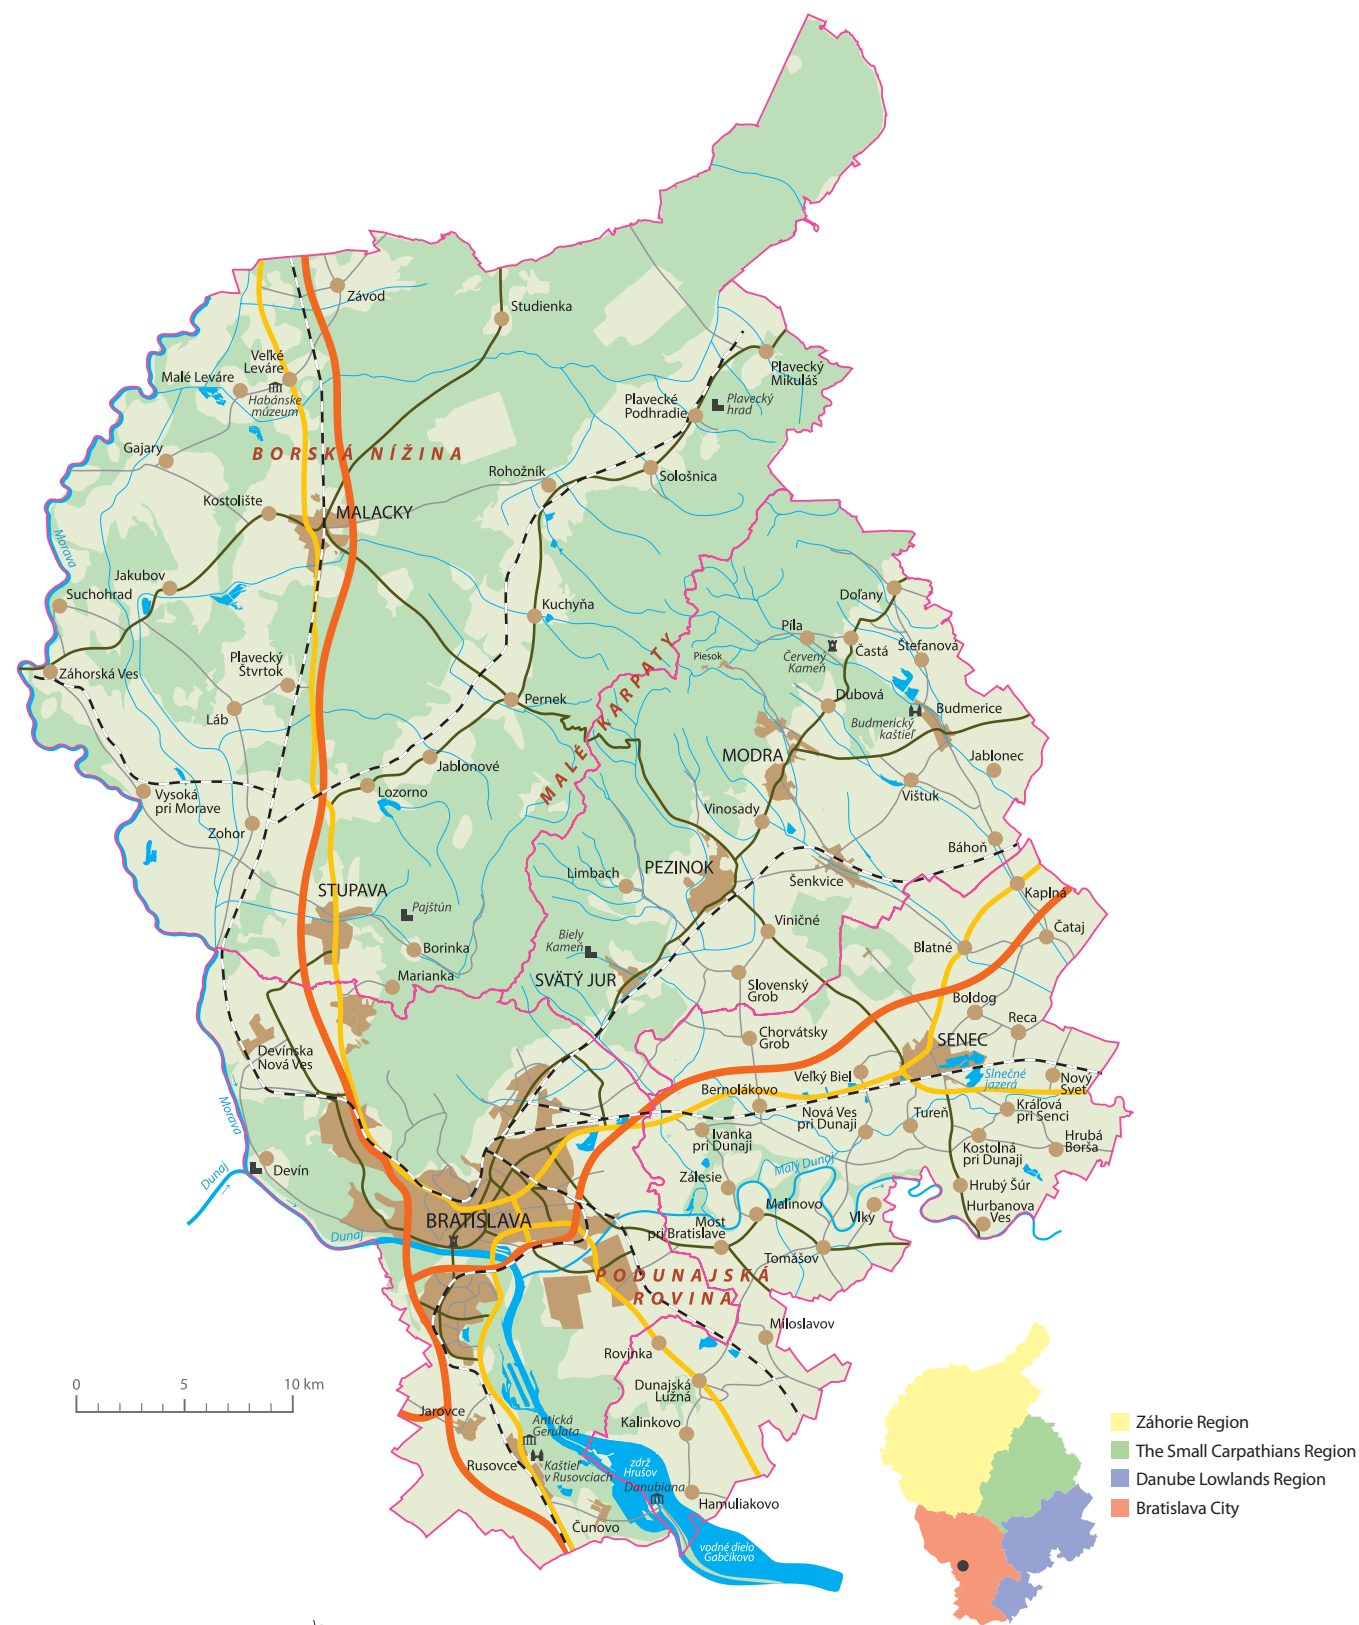 Závod
Studienka
Veľké
Leváre
Malé Leváre
Habánske
múzeum
Plavecký
Mikuláš
Plavecké
Podhradie
Plavecký
hrad
Gajary
BORSKÁ NÍŽINA
Rohožník
Sološnica
Kostolište
MALACKY
Morava
Jakubov
Suchohrad
Kuchyňa
Doľany
Píla
Častá
Štefanová
Červený
Kameň
Piesok
Záhorská Ves
Plavecký
Štvrtok
Láb
Pernek
MALÉ KARPATY
Dubová
Budmerice
Budmerický
kaštieľ
MODRA
Jablonec
Jablonové
Lozorno
Vysoká
pri Morave
Zohor
Vištuk
Vinosady
Báhoň
PEZINOK
Limbach
Šenkvice
Kaplná
STUPAVA
Pajštún
Borinka
Marianka
Viničné
Čataj
Blatné
Biely
Kameň
SVÄTÝ JUR
Slovenský
Grob
Boldog
Reca
Chorvátsky
Grob
SENEC
Devínska
Nová Ves
Slnečné
jazerá
Veľký Biel
Nový
Svet
Bernolákovo
Nová Ves
pri Dunaji
Tureň
Kráľová
pri Senci
Morava
Ivanka
pri Dunaji
Kostolná
pri Dunaji
Hrubá
Borša
Dunaj
Devín
Malý Dunaj
Zálesie
Hrubý Šúr
Malinovo
Vlky
Hurbanova
Ves
BRATISLAVA
Dunaj
Most
pri Bratislave
Tomášov
PODUNAJSKÁ
ROVINA
Miloslavov
Rovinka
Dunajská
Lužná
0 5 10 km
Jarovce
Kalinkovo
Antická
Gerulata
Rusovce
Kaštieľ
v Rusovciach
zdrž
Hrušov
Danubiana
Hamuliakovo
Čunovo
vodné dielo
Gabčíkovo
Záhorie Region
The Small Carpathians Region
Danube Lowlands Region
Bratislava City